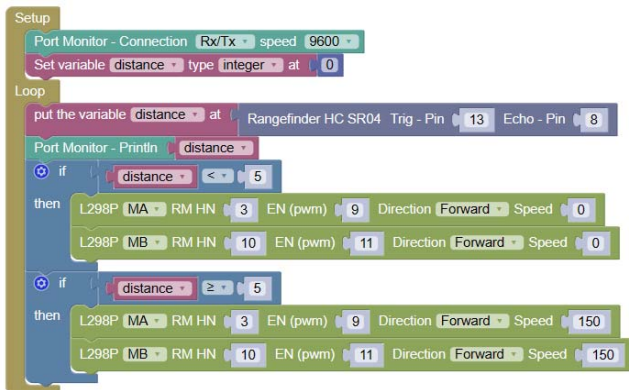 Setup
Port Monitor - Connection Rx/Tx speed 9600
Set variable distance type integer at 0
Loop
put the variable distance at Rangefinder HC SR04 Trig - Pin 13 Echo - Pin 8
Port Monitor - Println distance
if distance < 5
then L298P MA RM HN 3 EN (pwm) 9 Direction Forward Speed 0
L298P MB RM HN 10 EN (pwm) 11 Direction Forward Speed 0
if distance ≥ 5
then L298P MA RM HN 3 EN (pwm) 9 Direction Forward Speed 150
L298P MB RM HN 10 EN (pwm) 11 Direction Forward Speed 150